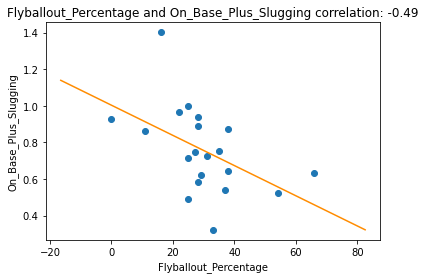 Flyballout_Percentage and On_Base_Plus_Slugging correlation: -0.49
1.4
1.2
1.0
0.8
0.6
0.4
On_Base_Plus_Slugging
−20 0 20 40 60 80
Flyballout_Percentage